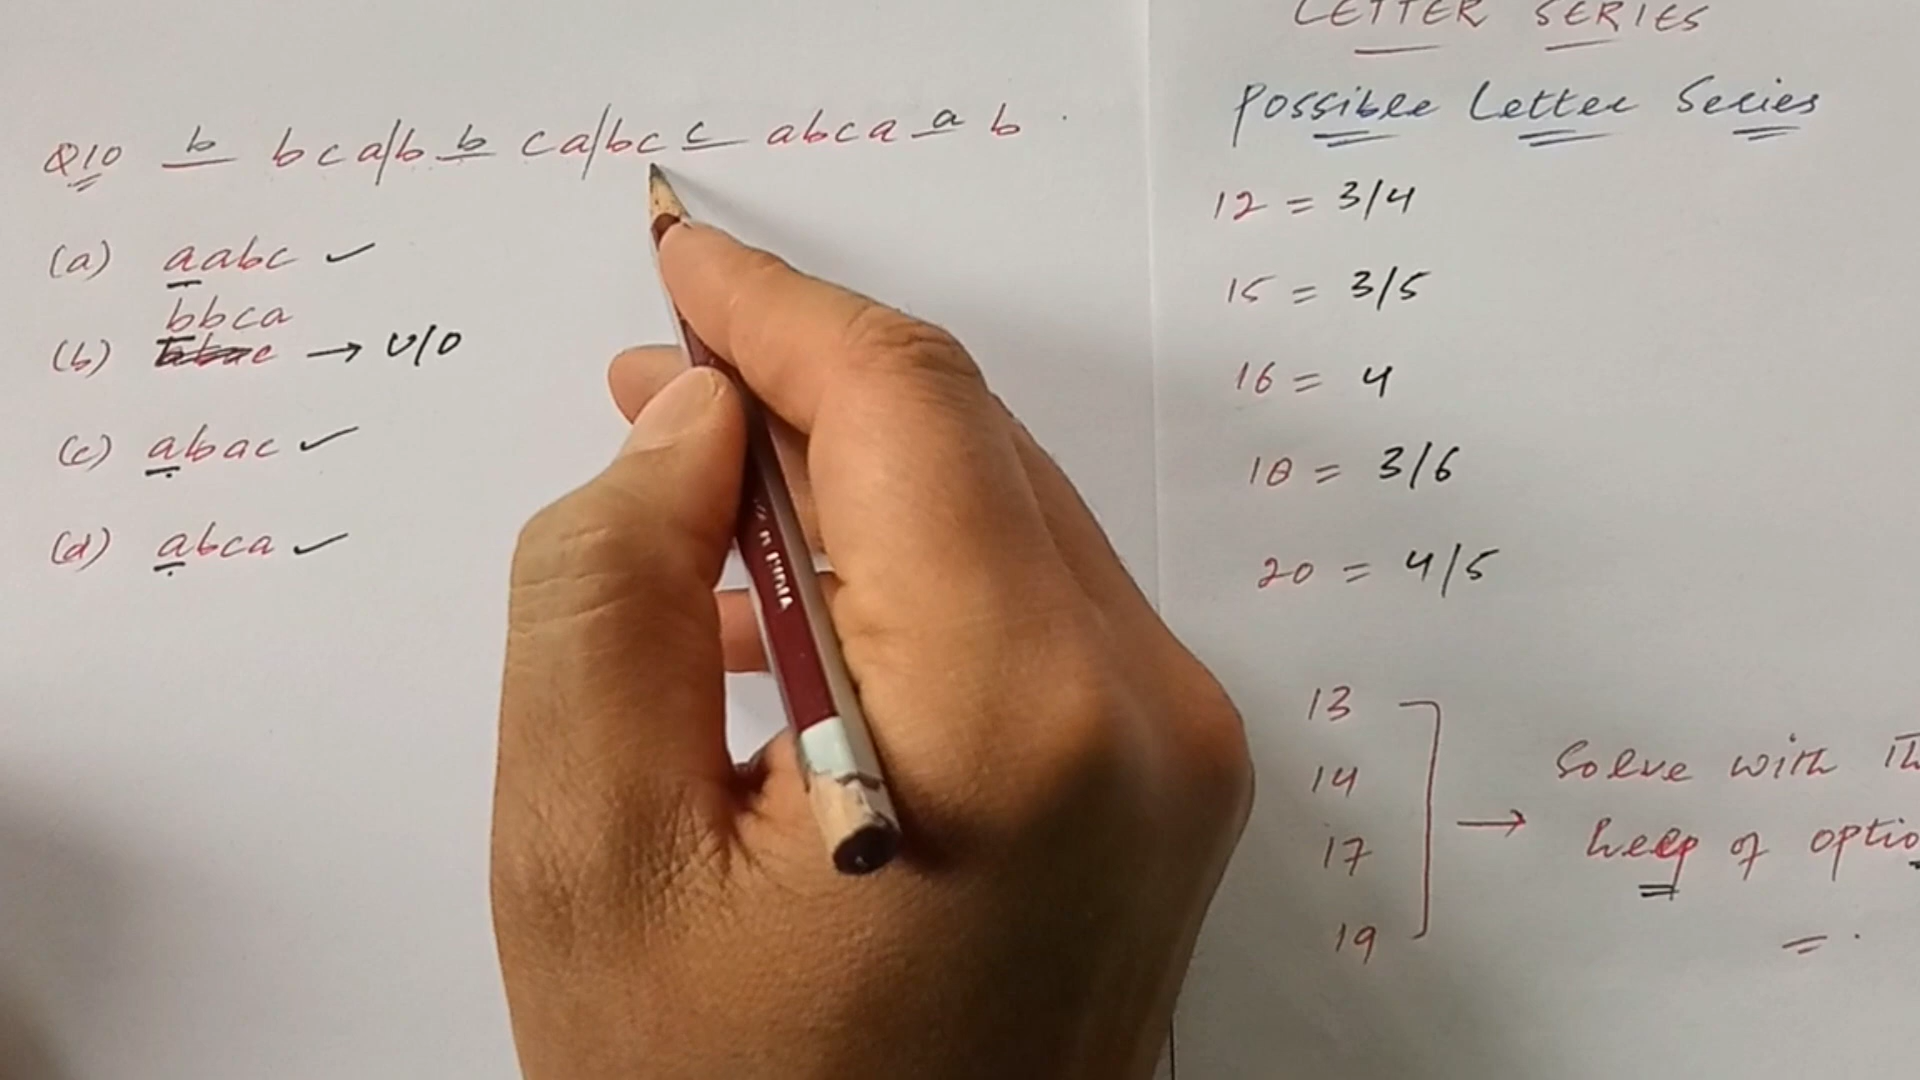 LETTER SERIES
Possible Letter Series
Q10 b bca/b b ca/bc c abca a b .
(a) aabc ✓
bbca
(b) → U/O
(c) abac ✓
(d) abca ✓
12 = 3/4
15 = 3/5
16 = 4
18 = 3/6
20 = 4/5
13
14
17
19
→ Solve with Th
help of optio
INDIA